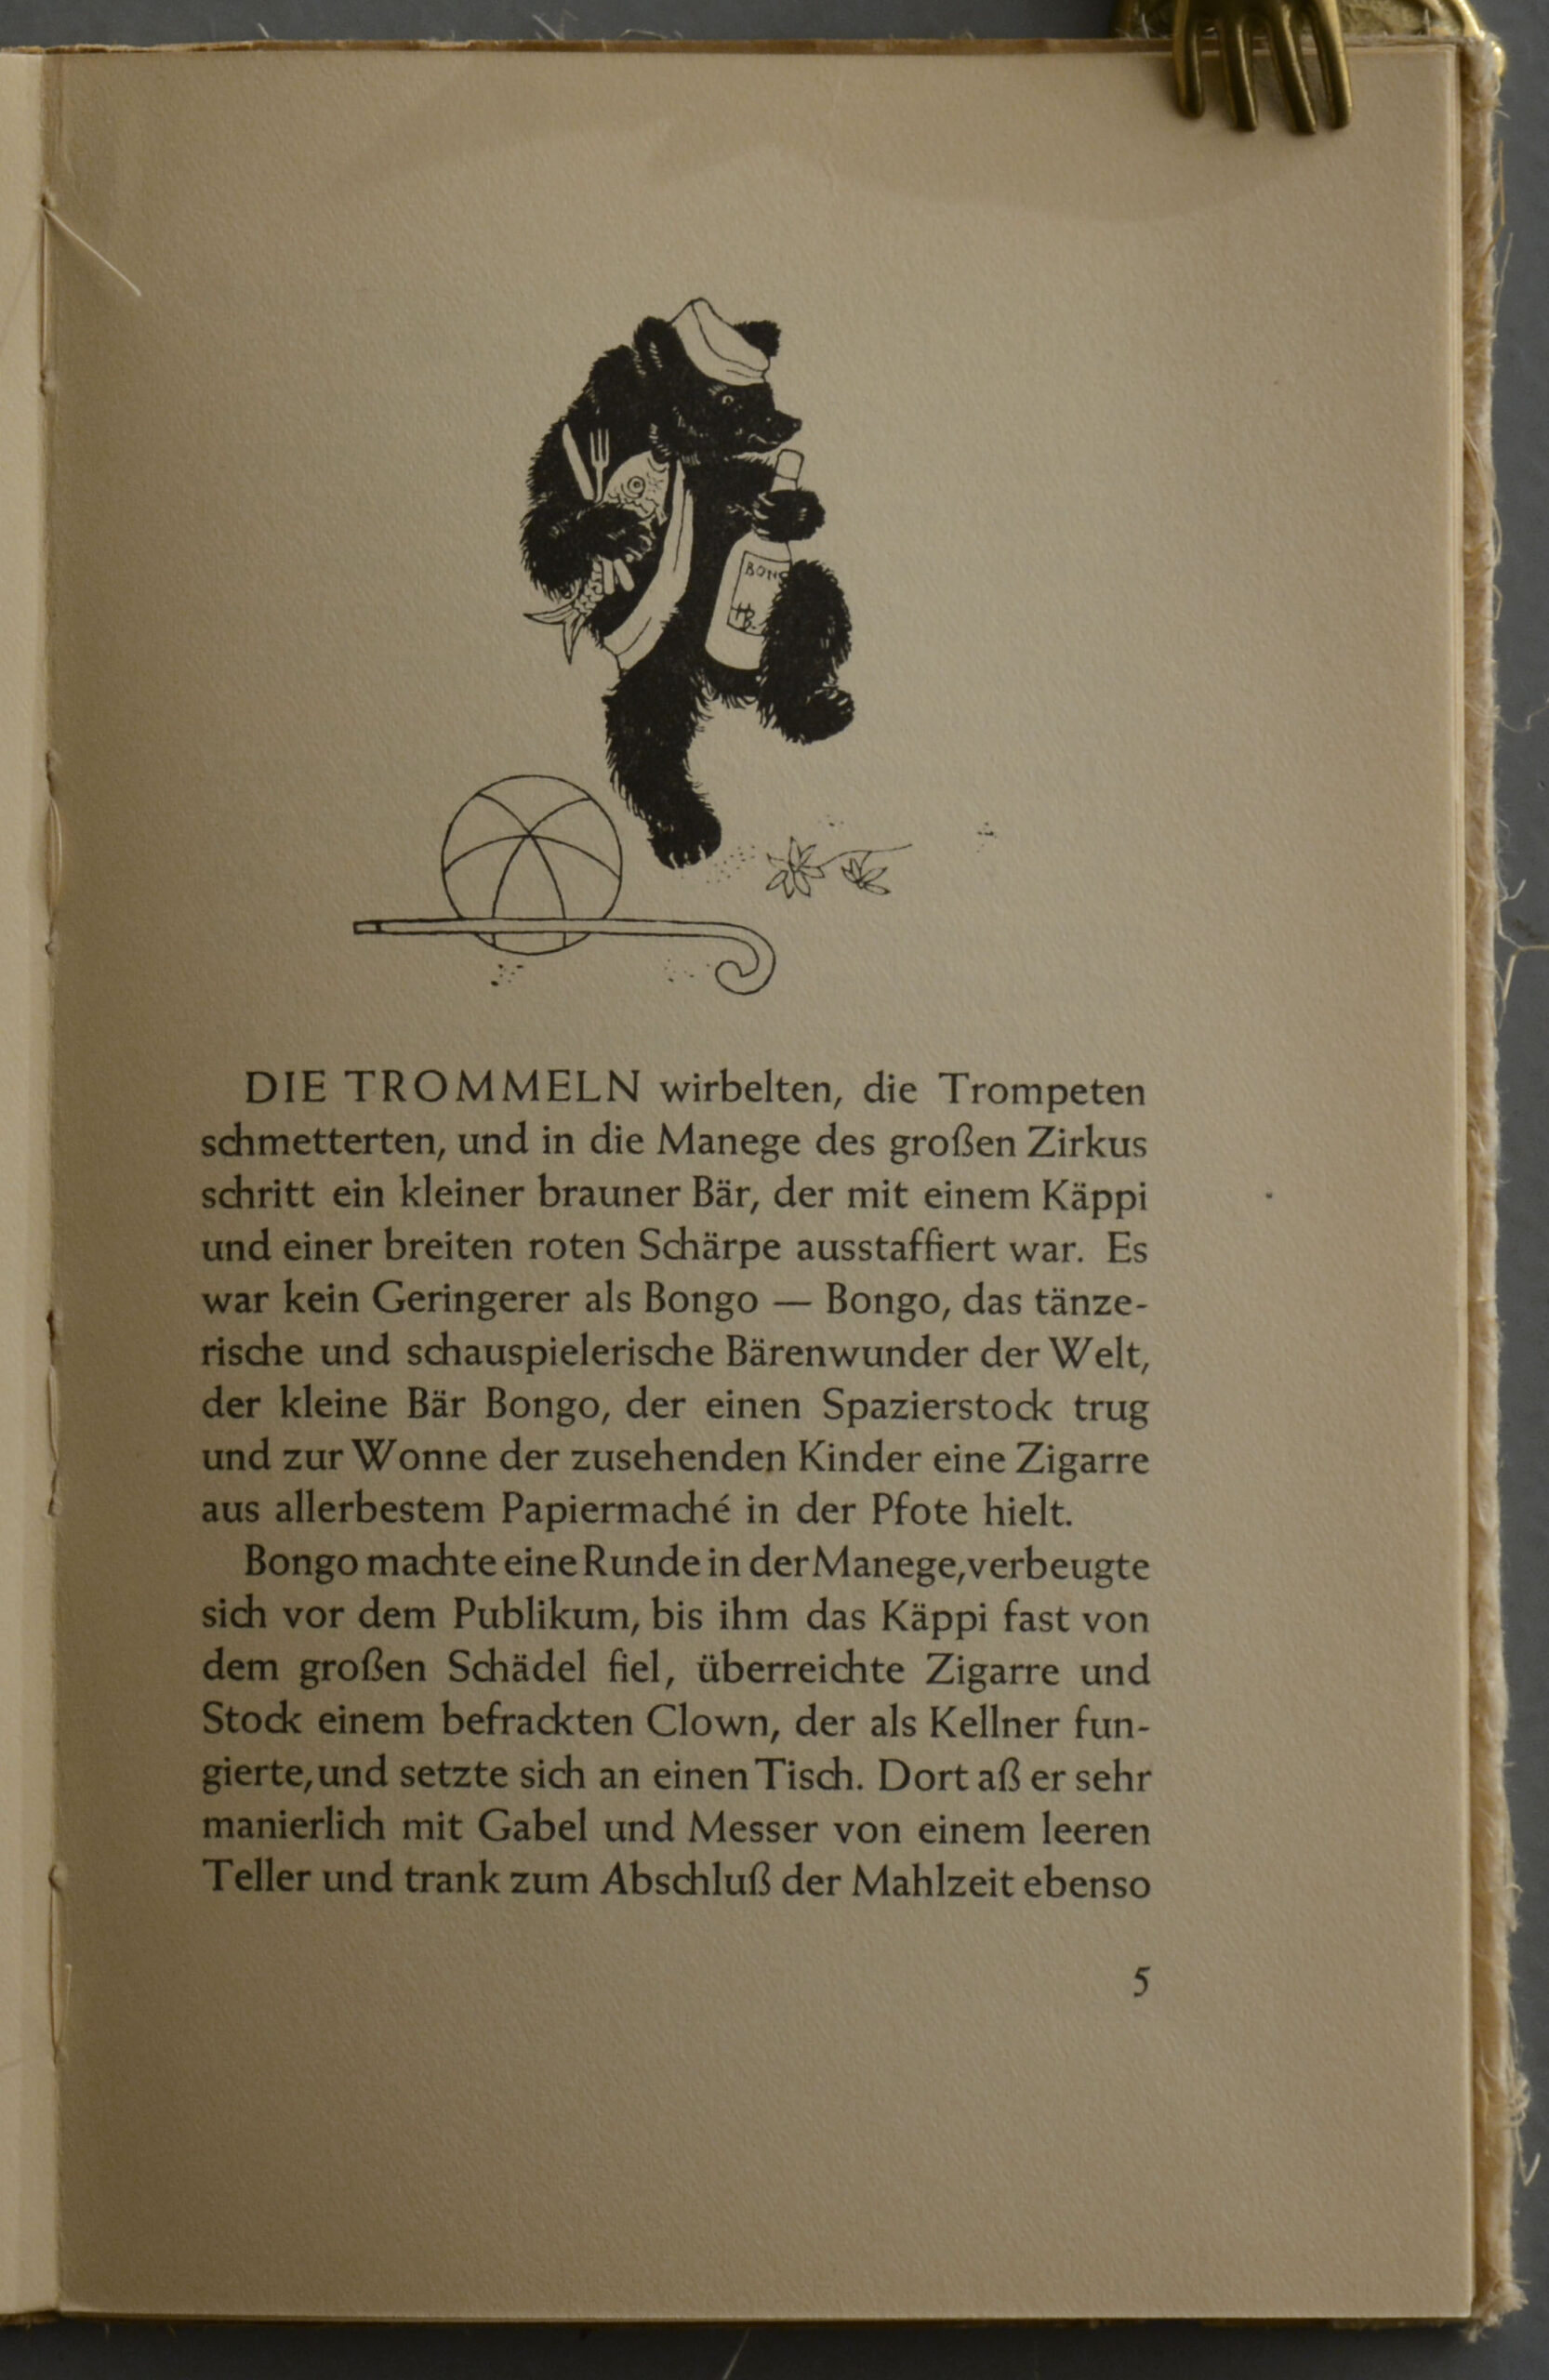 BONG
HB
DIE TROMMELN wirbelten, die Trompeten
schmetterten, und in die Manege des großen Zirkus
schritt ein kleiner brauner Bär, der mit einem Käppi
und einer breiten roten Schärpe ausstaffiert war. Es
war kein Geringerer als Bongo — Bongo, das tänze-
rische und schauspielerische Bärenwunder der Welt,
der kleine Bär Bongo, der einen Spazierstock trug
und zur Wonne der zusehenden Kinder eine Zigarre
aus allerbestem Papiermaché in der Pfote hielt.
Bongo machte eine Runde in der Manege, verbeugte
sich vor dem Publikum, bis ihm das Käppi fast von
dem großen Schädel fiel, überreichte Zigarre und
Stock einem befrackten Clown, der als Kellner fun-
gierte, und setzte sich an einen Tisch. Dort aß er sehr
manierlich mit Gabel und Messer von einem leeren
Teller und trank zum Abschluß der Mahlzeit ebenso
5